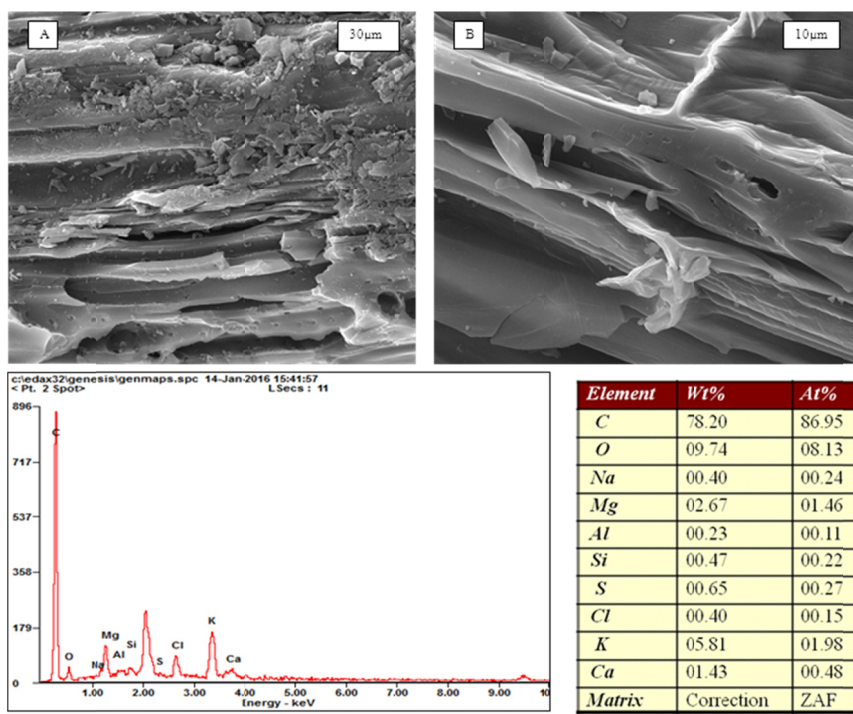 A 30µm
B 10µm
c:\edax32\genesis\genmaps.spc 14-Jan-2016 15:41:57
< Pt. 2 Spot> LSecs : 11
896
717
537
358
179
0
C
O
Na
Mg
Al
Si
S
Cl
K
Ca
1.00 2.00 3.00 4.00 5.00 6.00 7.00 8.00 9.00 10
Energy - keV
Element Wt% At%
C 78.20 86.95
O 09.74 08.13
Na 00.40 00.24
Mg 02.67 01.46
Al 00.23 00.11
Si 00.47 00.22
S 00.65 00.27
Cl 00.40 00.15
K 05.81 01.98
Ca 01.43 00.48
Matrix Correction ZAF